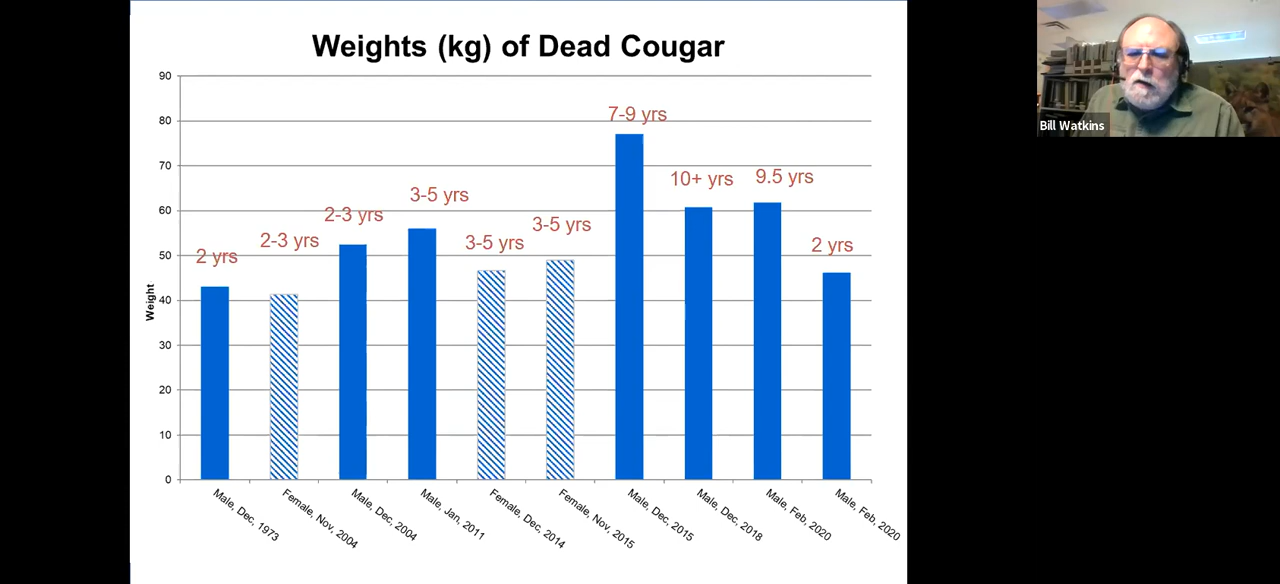 Weights (kg) of Dead Cougar
90
80
70
60
50
40
30
20
10
0
Weight
2 yrs
2-3 yrs
2-3 yrs
3-5 yrs
3-5 yrs
3-5 yrs
7-9 yrs
10+ yrs
9.5 yrs
2 yrs
Male, Dec, 1973
Female, Nov, 2004
Male, Dec, 2004
Male, Jan, 2011
Female, Dec, 2014
Female, Nov, 2015
Male, Dec, 2015
Male, Dec, 2018
Male, Feb, 2020
Male, Feb, 2020
Bill Watkins